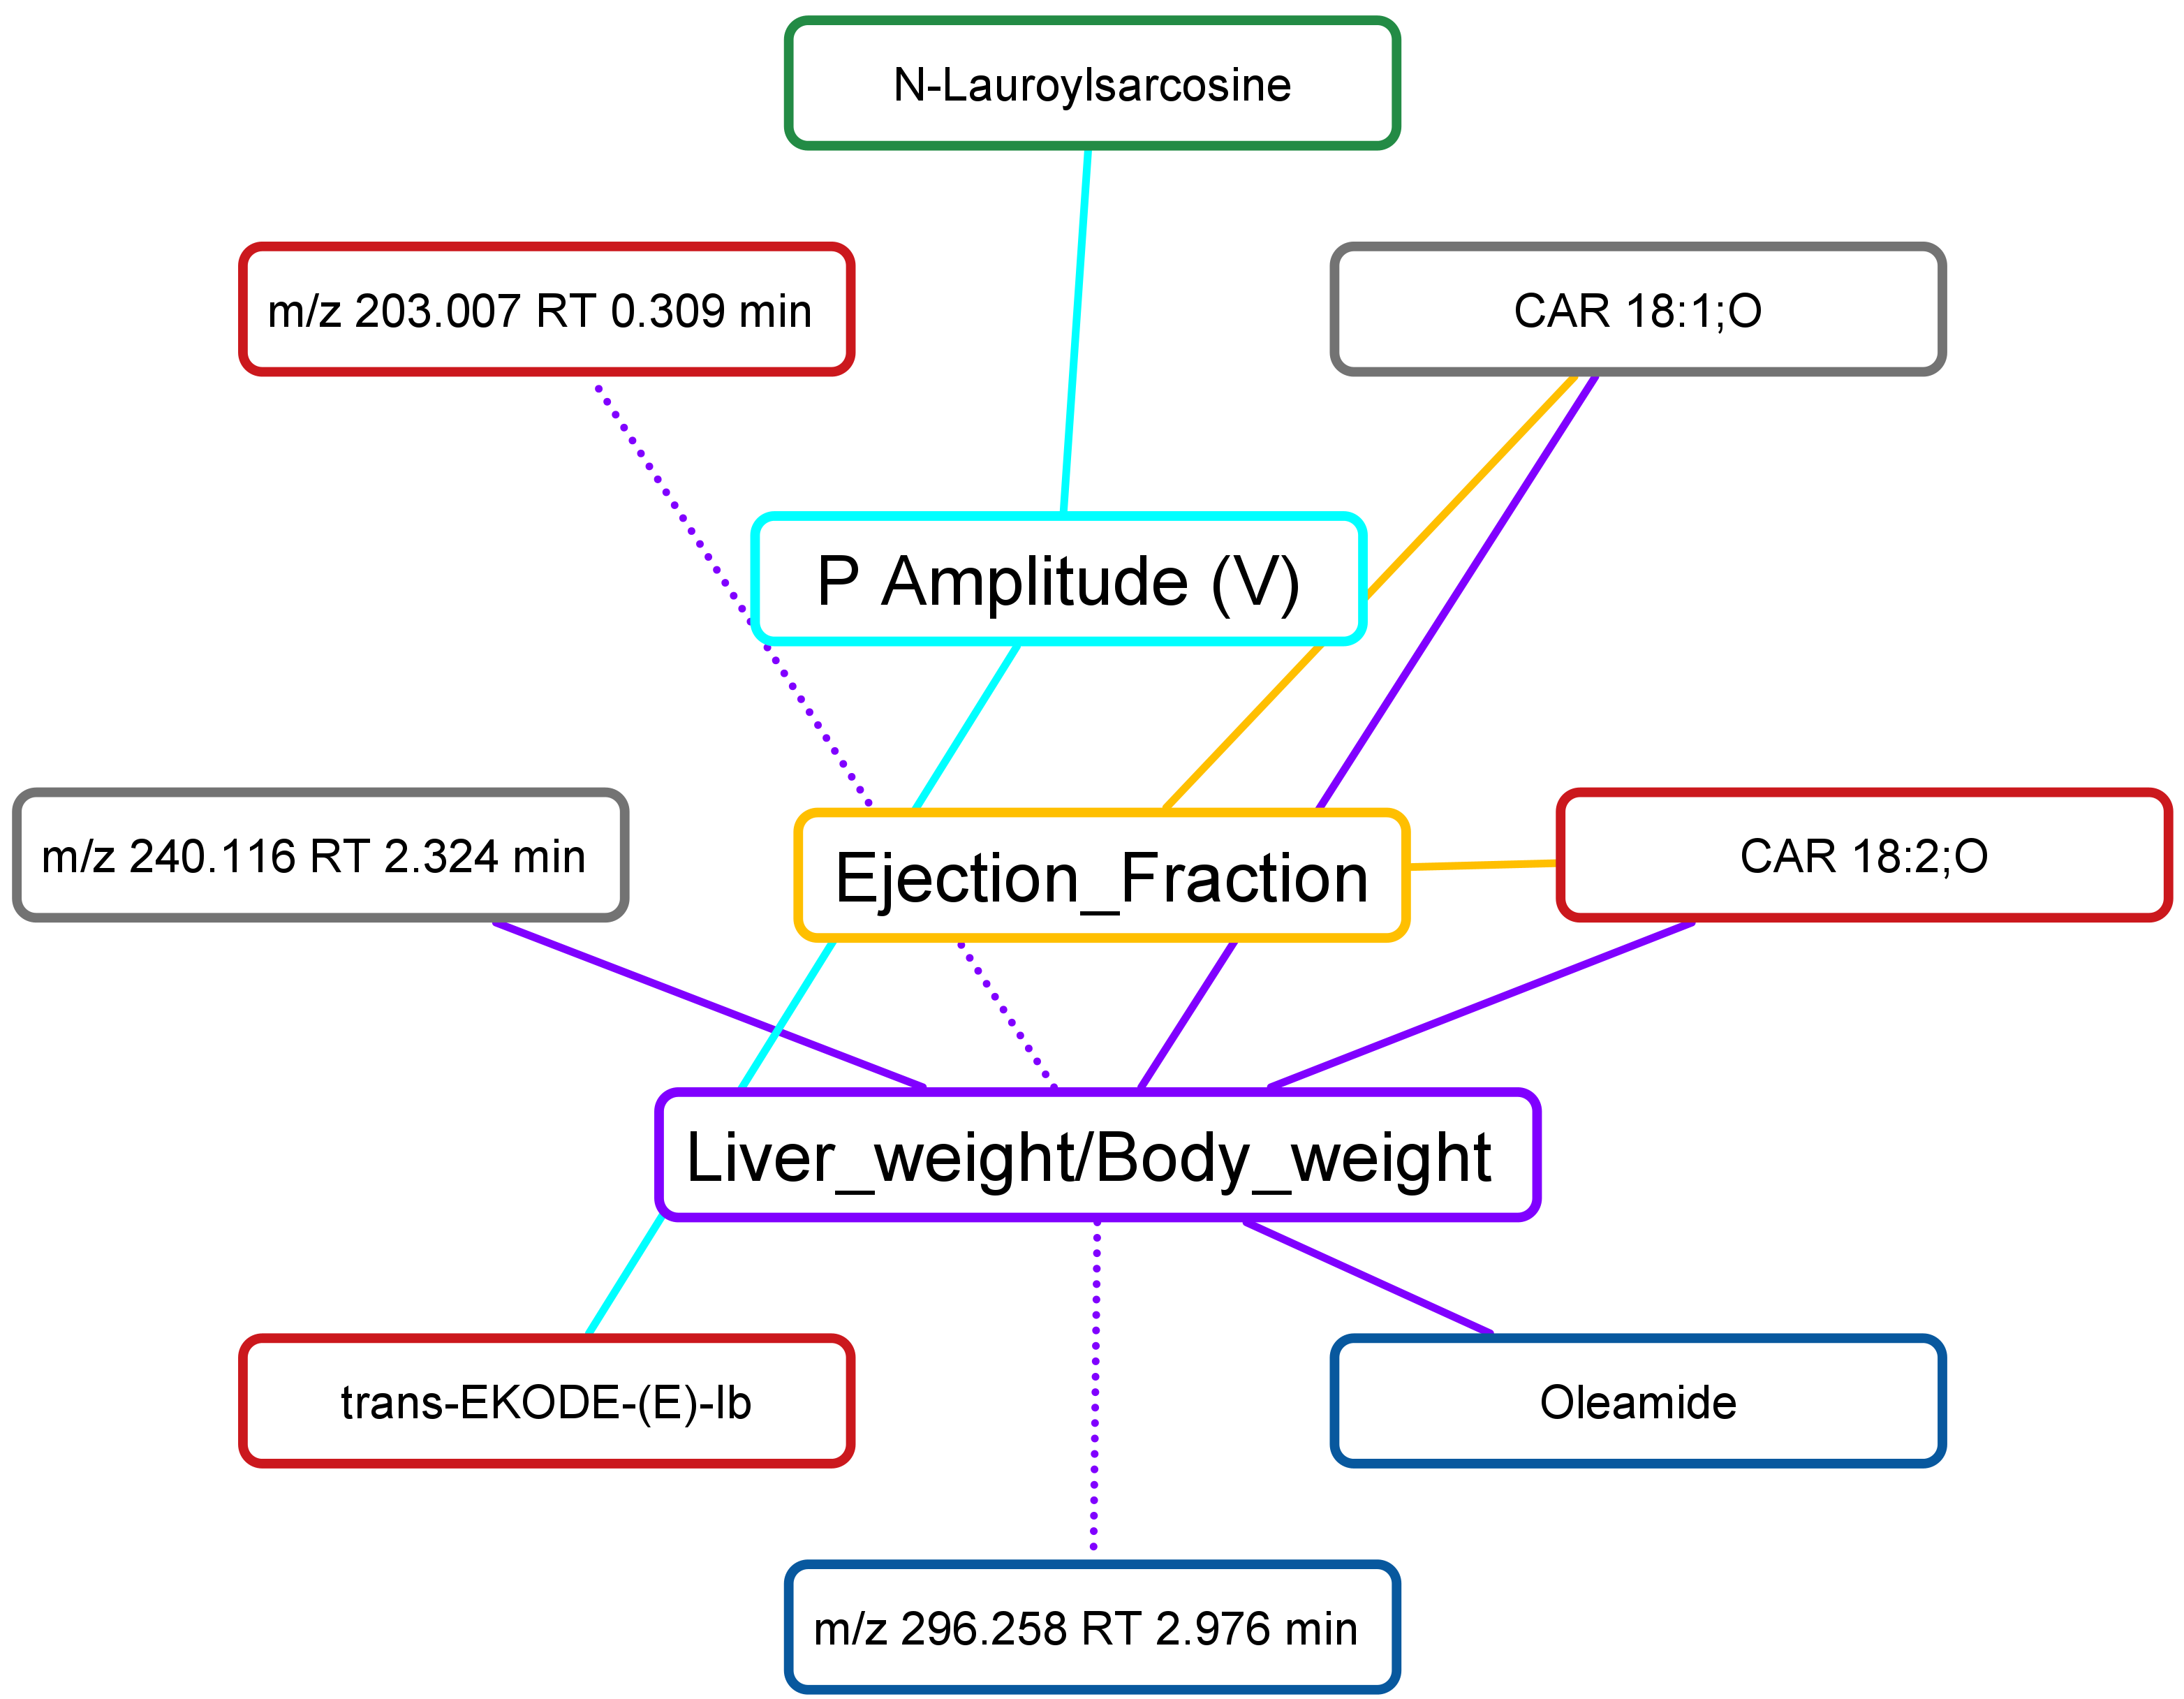 N-Lauroylsarcosine
m/z 203.007 RT 0.309 min
CAR 18:1;O
P Amplitude (V)
m/z 240.116 RT 2.324 min
Ejection_Fraction
CAR 18:2;O
Liver_weight/Body_weight
trans-EKODE-(E)-Ib
Oleamide
m/z 296.258 RT 2.976 min